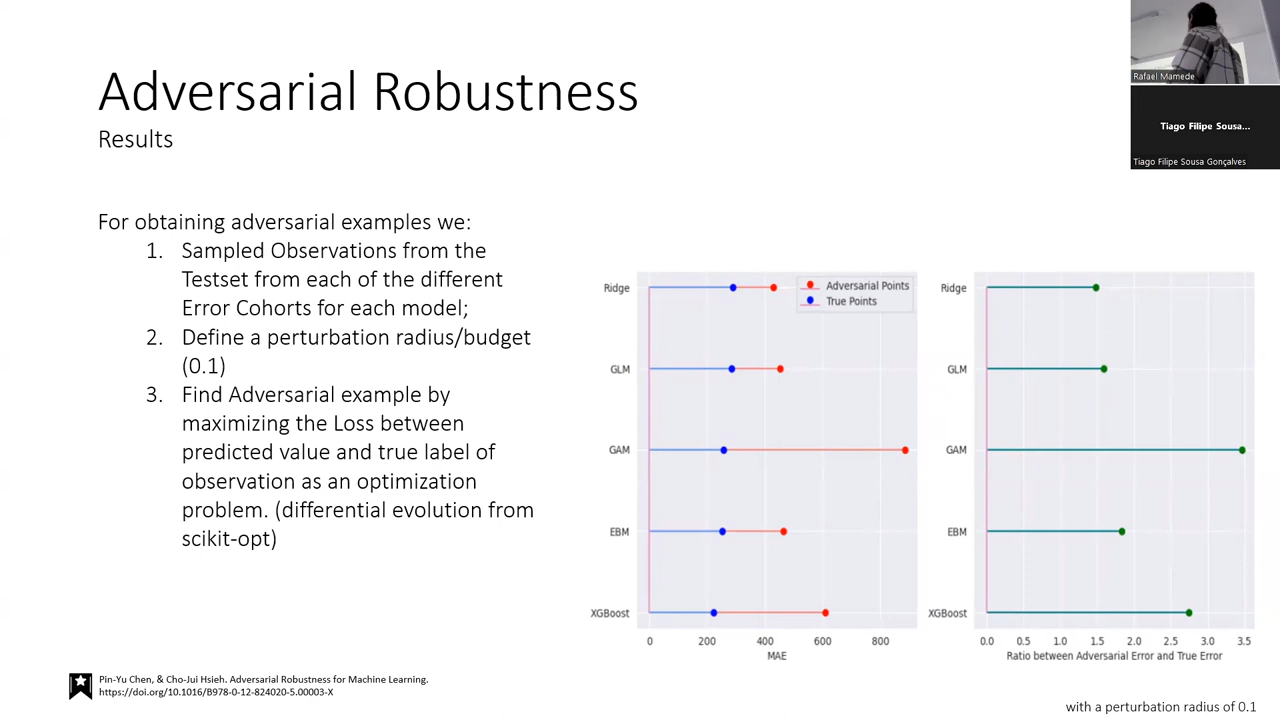 Adversarial Robustness
Results
For obtaining adversarial examples we:
1. Sampled Observations from the
Testset from each of the different
Error Cohorts for each model;
2. Define a perturbation radius/budget
(0.1)
3. Find Adversarial example by
maximizing the Loss between
predicted value and true label of
observation as an optimization
problem. (differential evolution from
scikit-opt)
Adversarial Points
True Points
Ridge
GLM
GAM
EBM
XGBoost
0 200 400 600 800
MAE
Ridge
GLM
GAM
EBM
XGBoost
0.0 0.5 1.0 1.5 2.0 2.5 3.0 3.5
Ratio between Adversarial Error and True Error
Pin-Yu Chen, & Cho-Jui Hsieh. Adversarial Robustness for Machine Learning.
https://doi.org/10.1016/B978-0-12-824020-5.00003-X
with a perturbation radius of 0.1
Rafael Mamede
Tiago Filipe Sousa...
Tiago Filipe Sousa Gonçalves